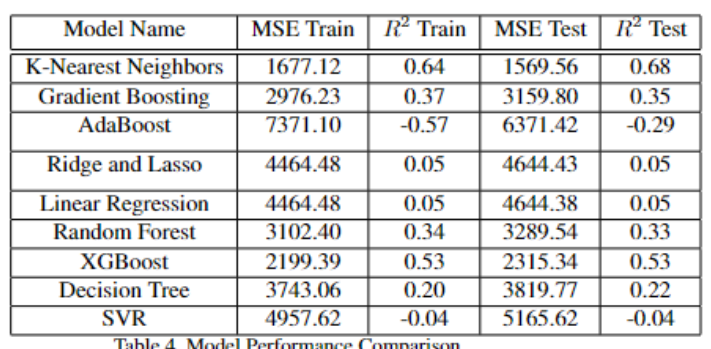 Model Name MSE Train R² Train MSE Test R² Test
K-Nearest Neighbors 1677.12 0.64 1569.56 0.68
Gradient Boosting 2976.23 0.37 3159.80 0.35
AdaBoost 7371.10 -0.57 6371.42 -0.29
Ridge and Lasso 4464.48 0.05 4644.43 0.05
Linear Regression 4464.48 0.05 4644.38 0.05
Random Forest 3102.40 0.34 3289.54 0.33
XGBoost 2199.39 0.53 2315.34 0.53
Decision Tree 3743.06 0.20 3819.77 0.22
SVR 4957.62 -0.04 5165.62 -0.04
Table 4. Model Performance Comparison